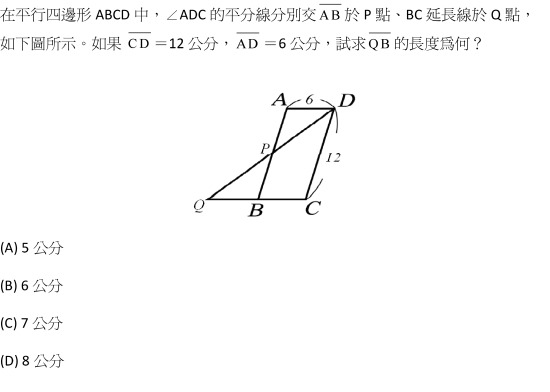 在平行四邊形 ABCD 中，∠ADC 的平分線分別交 AB 於 P 點、BC 延長線於 Q 點，
如下圖所示。如果 CD＝12 公分，AD＝6 公分，試求 QB 的長度爲何？
A 6 D
P 12
Q B C
(A) 5 公分
(B) 6 公分
(C) 7 公分
(D) 8 公分